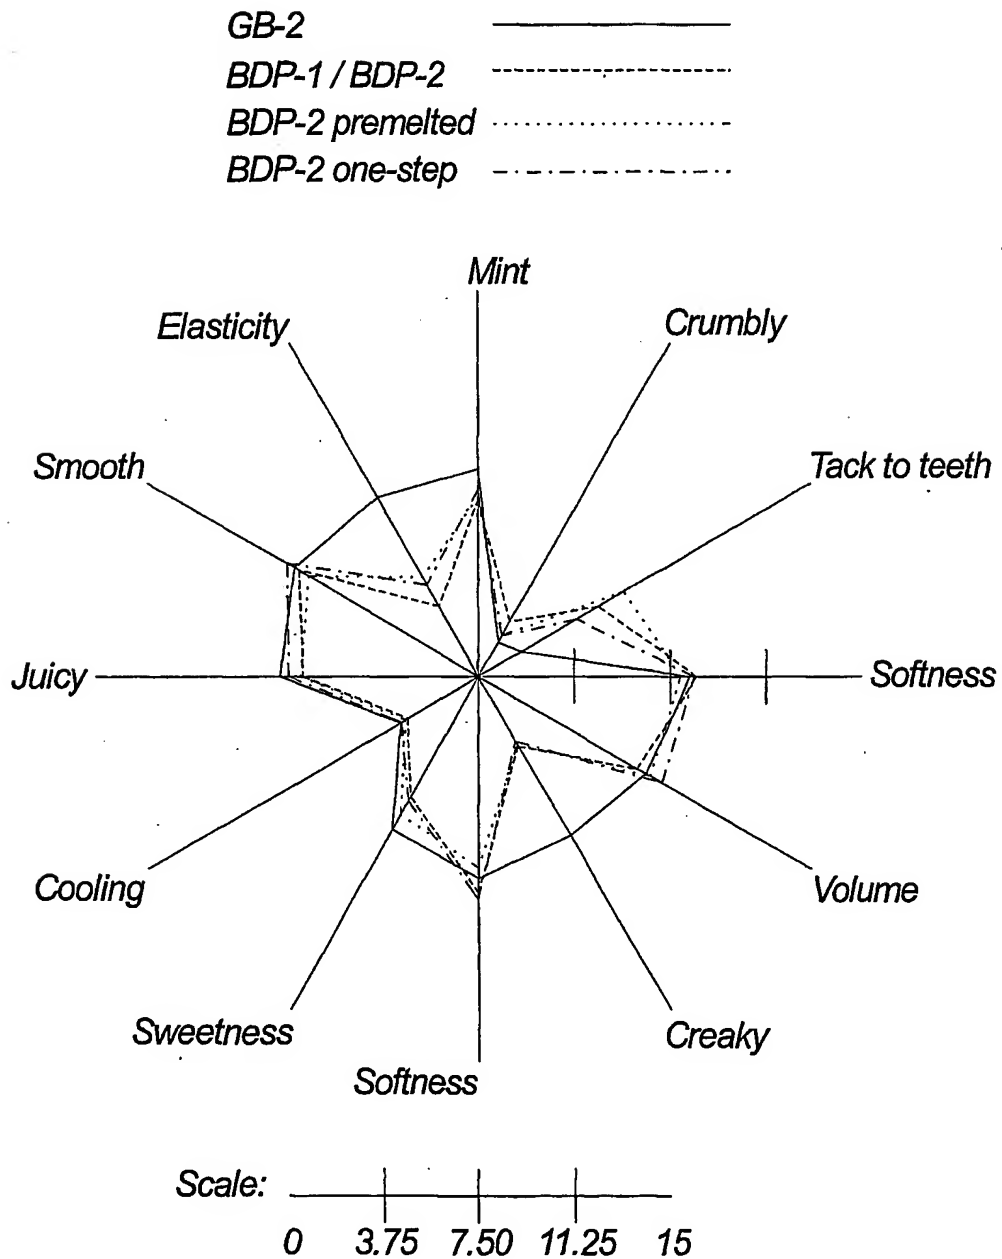 GB-2
BDP-1 / BDP-2
BDP-2 premelted
BDP-2 one-step
Mint
Elasticity
Crumbly
Smooth
Tack to teeth
Juicy
Softness
Cooling
Volume
Sweetness
Creaky
Softness
Scale:
0 3.75 7.50 11.25 15